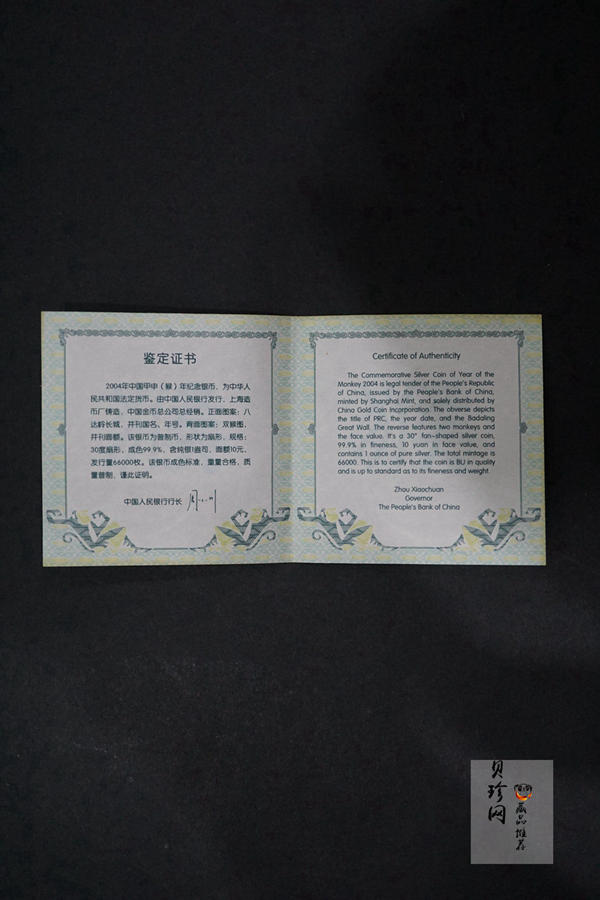 鉴定证书
2004年中国甲申（猴）年纪念银币，为中华人
民共和国法定货币。由中国人民银行发行，上海造
币厂铸造，中国金币总公司总经销。正面图案：八
达岭长城，并刊国名、年号。背面图案：双猴图，
并刊面额。该银币为普制币，形状为扇形，规格：
30度扇形，成色99.9%，含纯银1盎司，面额10元，
发行量66000枚。该银币成色标准，重量合格，质
量普制，谨此证明。
中国人民银行行长
Certificate of Authenticity
The Commemorative Silver Coin of Year of the
Monkey 2004 is legal tender of the People's Republic
of China, issued by the People's Bank of China,
minted by Shanghai Mint, and solely distributed by
China Gold Coin Incorporation. The obverse depicts
the title of PRC, the year date, and the Badaling
Great Wall. The reverse features two monkeys and
the face value. It's a 30° fan-shaped silver coin,
99.9% in fineness, 10 yuan in face value, and
contains 1 ounce of pure silver. The total mintage is
66000. This is to certify that the coin is BU in quality
and is up to standard as to its fineness and weight.
Zhou Xiaochuan
Governor
The People's Bank of China
贝珍网
藏品推荐